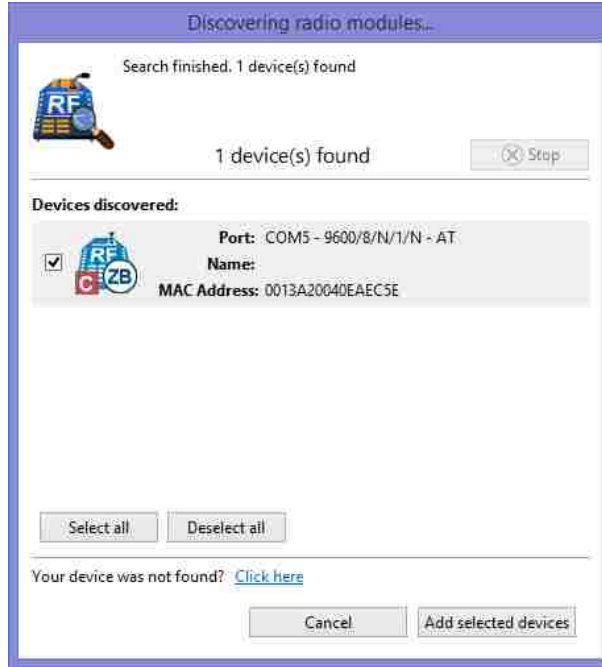 Discovering radio modules...
Search finished. 1 device(s) found
RF
1 device(s) found
Stop
Devices discovered:
RF
C
ZB
Port: COM5 - 9600/8/N/1/N - AT
Name:
MAC Address: 0013A20040EAEC5E
Select all
Deselect all
Your device was not found? Click here
Cancel
Add selected devices